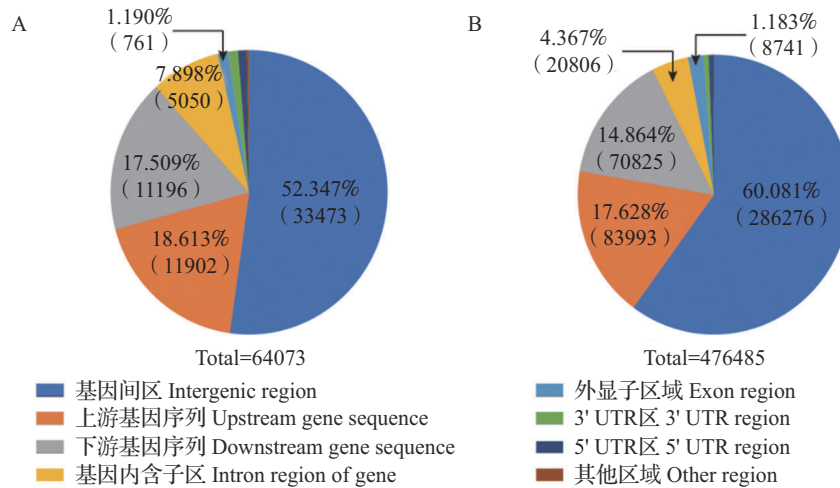 A
1.190%
（761）
7.898%
（5050）
17.509%
（11196）
52.347%
（33473）
18.613%
（11902）
Total=64073
B
4.367%
（20806）
1.183%
（8741）
14.864%
（70825）
60.081%
（286276）
17.628%
（83993）
Total=476485
基因间区 Intergenic region
上游基因序列 Upstream gene sequence
下游基因序列 Downstream gene sequence
基因内含子区 Intron region of gene
外显子区域 Exon region
3' UTR区 3' UTR region
5' UTR区 5' UTR region
其他区域 Other region